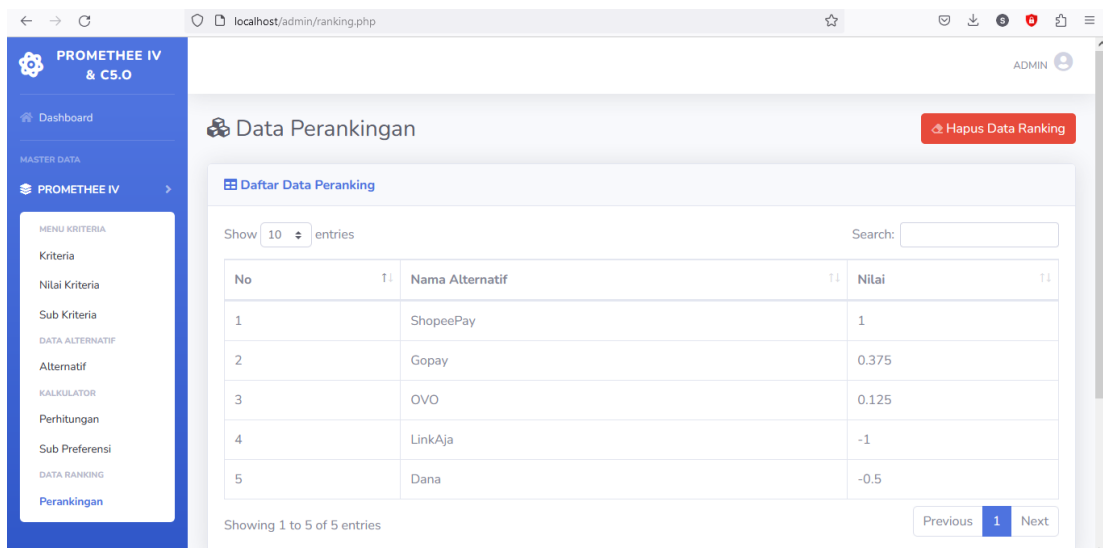 localhost/admin/ranking.php
S
PROMETHEE IV
& C5.O
ADMIN
Dashboard
MASTER DATA
PROMETHEE IV
MENU KRITERIA
Kriteria
Nilai Kriteria
Sub Kriteria
DATA ALTERNATIF
Alternatif
KALKULATOR
Perhitungan
Sub Preferensi
DATA RANKING
Perankingan
Data Perankingan
Hapus Data Ranking
Daftar Data Peranking
Show 10 entries
Search:
No Nama Alternatif Nilai
1 ShopeePay 1
2 Gopay 0.375
3 OVO 0.125
4 LinkAja -1
5 Dana -0.5
Showing 1 to 5 of 5 entries
Previous 1 Next